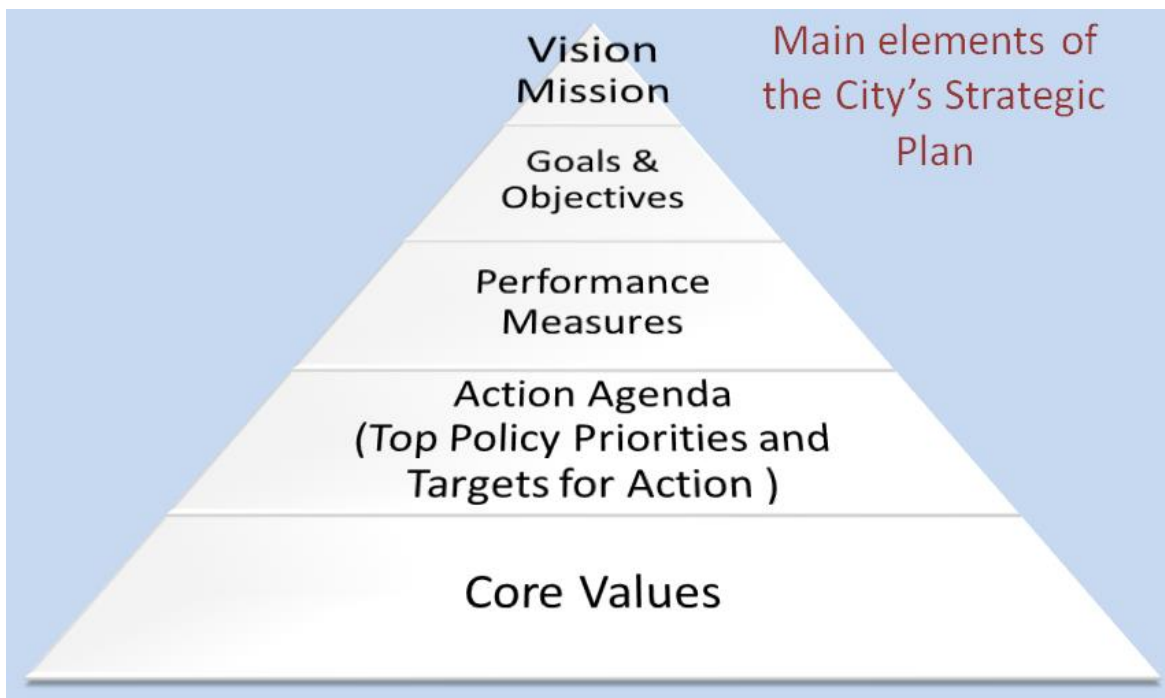 Main elements of
the City's Strategic
Plan
Vision
Mission
Goals &
Objectives
Performance
Measures
Action Agenda
(Top Policy Priorities and
Targets for Action )
Core Values